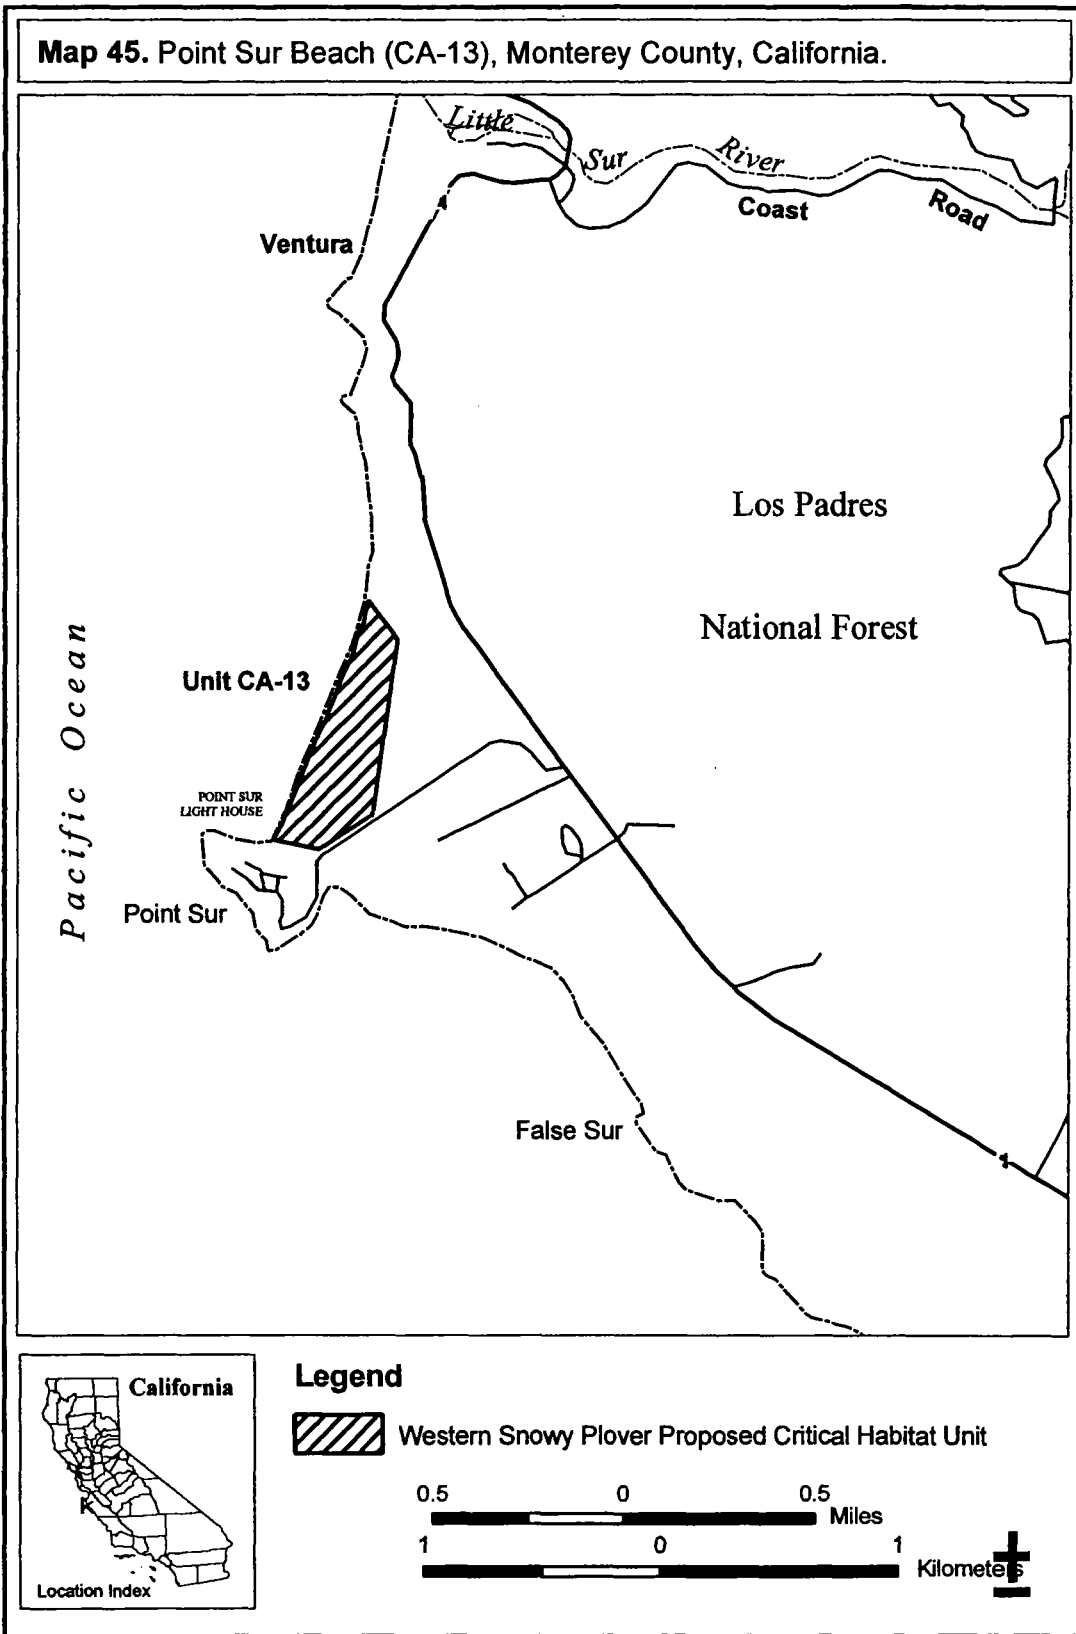 Map 45. Point Sur Beach (CA-13), Monterey County, California.
Little
Sur
River
Coast
Road
Ventura
Los Padres
National Forest
Pacific Ocean
Unit CA-13
POINT SUR
LIGHT HOUSE
Point Sur
False Sur
1
California
Location Index
Legend
Western Snowy Plover Proposed Critical Habitat Unit
0.5 0 0.5
Miles
1 0 1
Kilometers